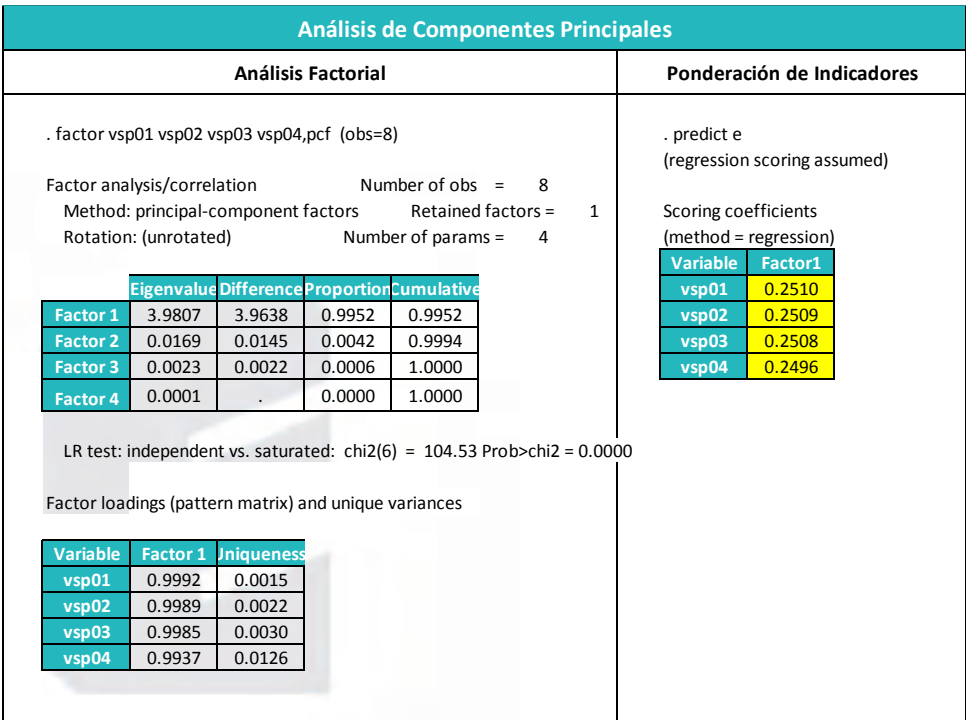 Análisis de Componentes Principales
Análisis Factorial
. factor vsp01 vsp02 vsp03 vsp04,pcf (obs=8)
Factor analysis/correlation Number of obs = 8
Method: principal-component factors Retained factors = 1
Rotation: (unrotated) Number of params = 4
Eigenvalue Difference Proportion Cumulative
Factor 1 3.9807 3.9638 0.9952 0.9952
Factor 2 0.0169 0.0145 0.0042 0.9994
Factor 3 0.0023 0.0022 0.0006 1.0000
Factor 4 0.0001 . 0.0000 1.0000
LR test: independent vs. saturated: chi2(6) = 104.53 Prob>chi2 = 0.0000
Factor loadings (pattern matrix) and unique variances
Variable Factor 1 Uniqueness
vsp01 0.9992 0.0015
vsp02 0.9989 0.0022
vsp03 0.9985 0.0030
vsp04 0.9937 0.0126
Ponderación de Indicadores
. predict e
(regression scoring assumed)
Scoring coefficients
(method = regression)
Variable Factor1
vsp01 0.2510
vsp02 0.2509
vsp03 0.2508
vsp04 0.2496